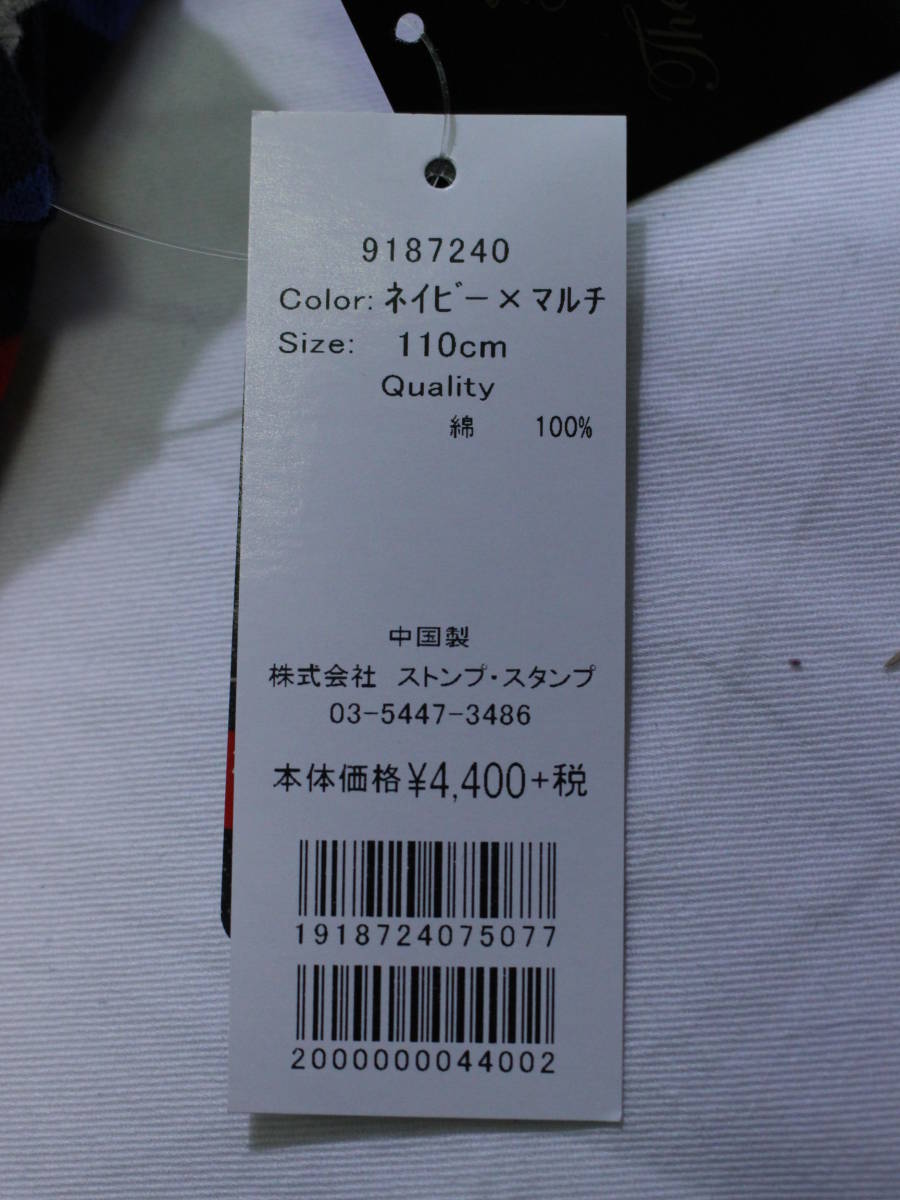 The
9187240
Color: ネイビー×マルチ
Size: 110cm
Quality
綿 100%
中国製
株式会社 ストンプ・スタンプ
03-5447-3486
本体価格¥4,400+税
1918724075077
2000000044002